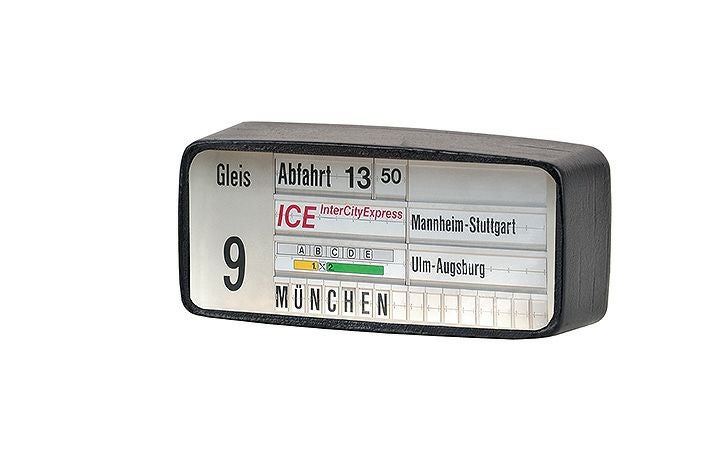 Gleis
9
Abfahrt 13 50
ICE InterCityExpress
Mannheim-Stuttgart
A B C D E
1 X 2
Ulm-Augsburg
MÜNCHEN